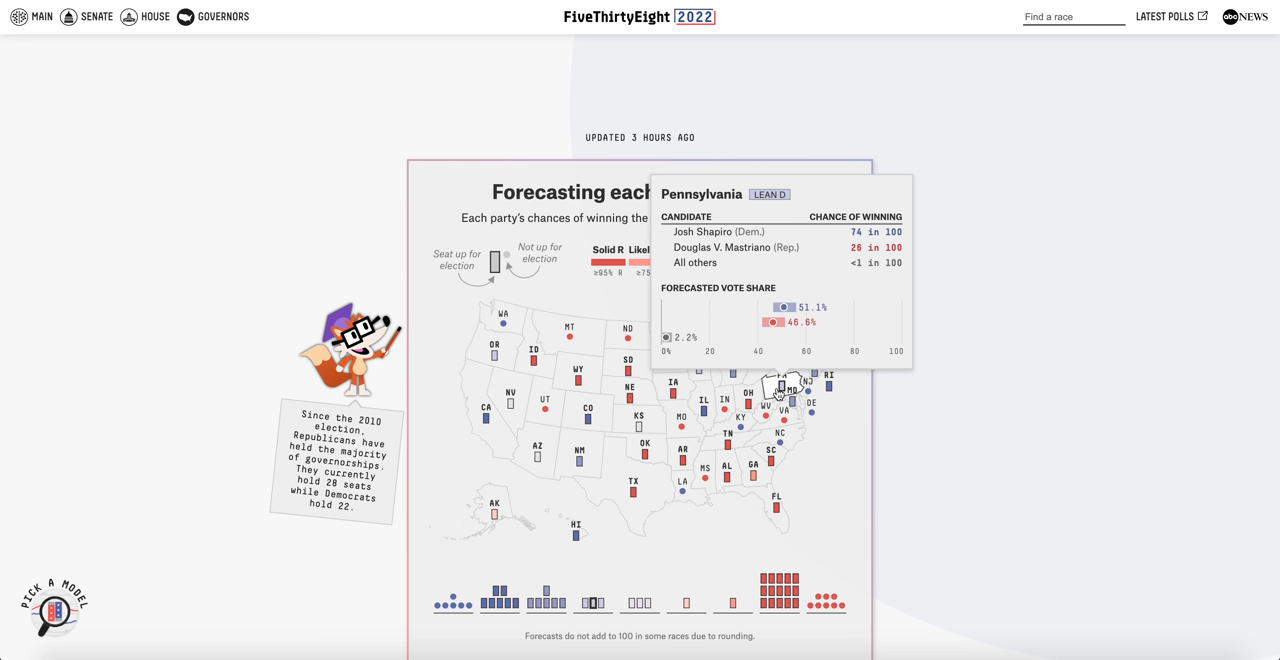 MAIN
SENATE
HOUSE
GOVERNORS
FiveThirtyEight 2022
Find a race
LATEST POLLS
abc NEWS
UPDATED 3 HOURS AGO
Forecasting each
Each party's chances of winning the
Seat up for
election
Not up for
election
Solid R
≥95% R
≥75
Pennsylvania LEAN D
CANDIDATE CHANCE OF WINNING
Josh Shapiro (Dem.) 74 in 100
Douglas V. Mastriano (Rep.) 26 in 100
All others <1 in 100
FORECASTED VOTE SHARE
51.1%
46.6%
2.2%
0% 20 40 60 80 100
WA
MT
ND
OR
ID
SD
WY
NE
IA
NV
UT
CO
CA
KS
MO
IL
IN
OH
KY
WV
VA
MD
NJ
RI
DE
NC
TN
SC
AZ
NM
OK
AR
MS
AL
GA
TX
LA
FL
AK
HI
Since the 2010
election,
Republicans have
held the majority
of governorships.
They currently
hold 28 seats
while Democrats
hold 22.
PICK A MODEL
Forecasts do not add to 100 in some races due to rounding.